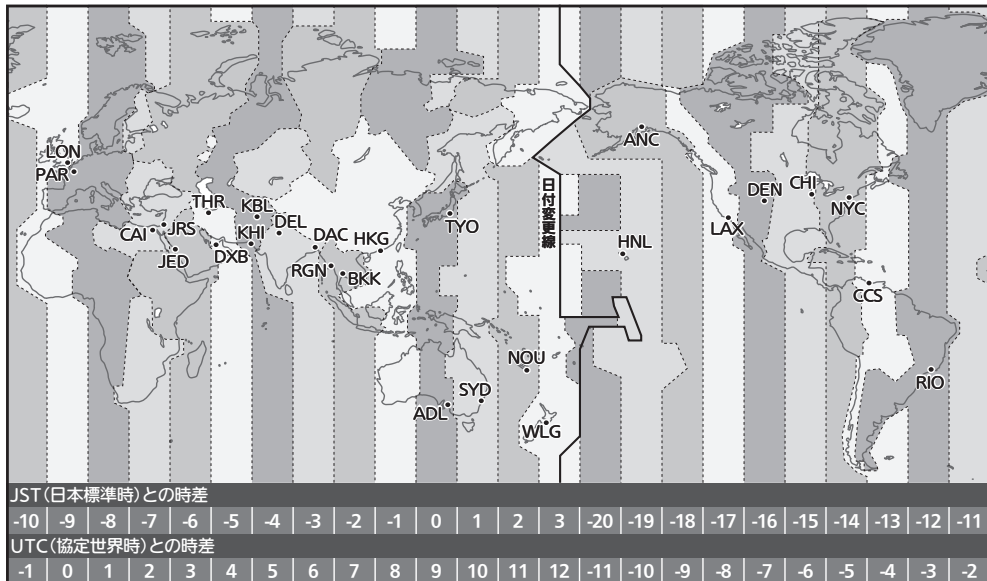 LON
PAR
CAI
JRS
JED
THR
DXB
KBL
KHI
DEL
DAC
RGN
BKK
HKG
TYO
ADL
SYD
NOU
WLG
日付変更線
HNL
ANC
LAX
DEN
CHI
NYC
CCS
RIO
JST(日本標準時)との時差
-10 -9 -8 -7 -6 -5 -4 -3 -2 -1 0 1 2 3 -20 -19 -18 -17 -16 -15 -14 -13 -12 -11
UTC(協定世界時)との時差
-1 0 1 2 3 4 5 6 7 8 9 10 11 12 -11 -10 -9 -8 -7 -6 -5 -4 -3 -2